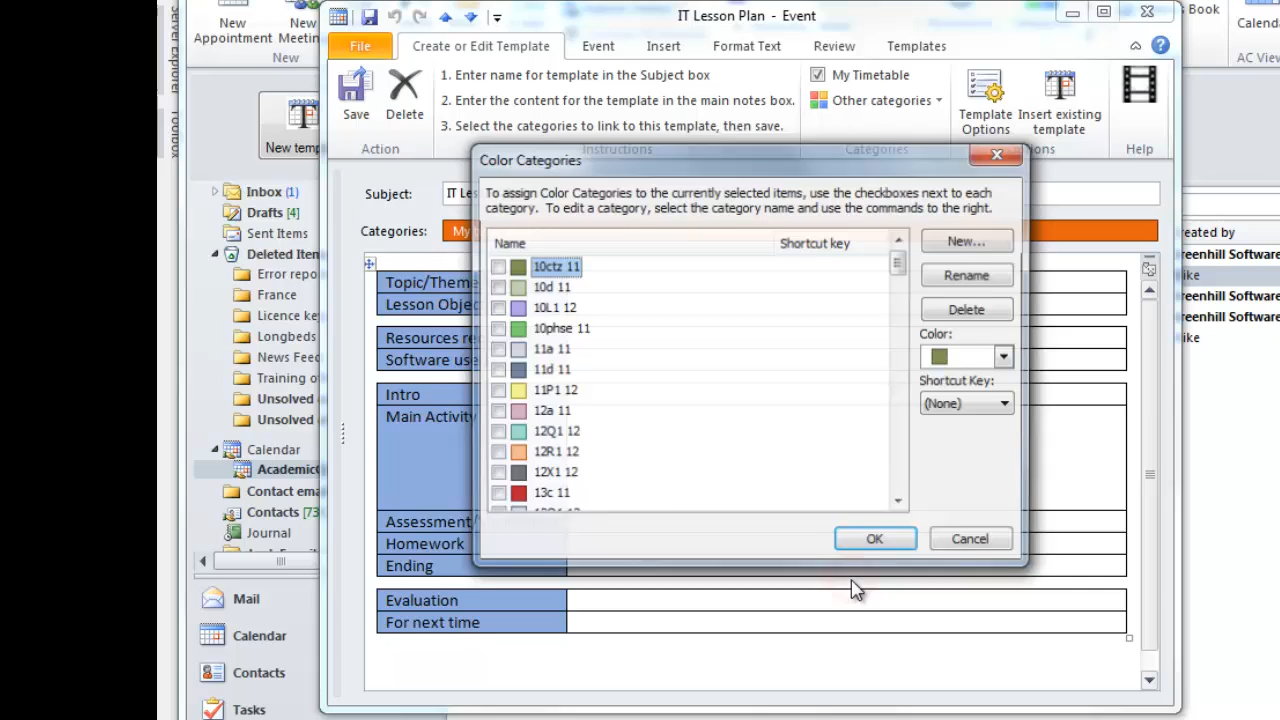 New
Appointment
New
Meetin
New
IT Lesson Plan - Event
s Book
Calenda
AC View
Server Explorer
Toolbox
File
Create or Edit Template
Event
Insert
Format Text
Review
Templates
Save
Delete
Action
1. Enter name for template in the Subject box
2. Enter the content for the template in the main notes box.
3. Select the categories to link to this template, then save.
Instructions
My Timetable
Other categories
Categories
Template
Options
Insert existing
template
Help
New temp
Inbox (1)
Drafts [4]
Sent Items
Deleted Item
Error repo
France
Licence ke
Longbeds
News Feed
Training o
Unsolved
Unsolved
Calendar
Academic
Contact ema
Contacts [73
Journal
Mail
Calendar
Contacts
Tasks
Subject:
IT Les
Categories:
My
Topic/Theme
Lesson Objec
Resources re
Software use
Intro
Main Activity
Assessment
Homework
Ending
Evaluation
For next time
Color Categories
To assign Color Categories to the currently selected items, use the checkboxes next to each
category. To edit a category, select the category name and use the commands to the right.
Name
Shortcut key
10ctz 11
10d 11
10L1 12
10phse 11
11a 11
11d 11
11P1 12
12a 11
12Q1 12
12R1 12
12X1 12
13c 11
New...
Rename
Delete
Color:
Shortcut Key:
(None)
OK
Cancel
reated by
reenhill Software
ike
reenhill Software
reenhill Software
ike